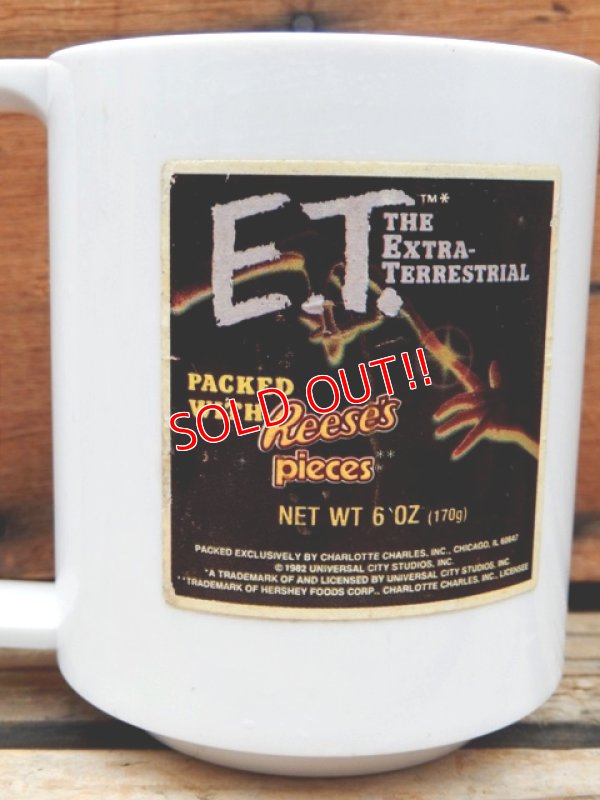 E.T.™*
THE
EXTRA-
TERRESTRIAL
PACKED
WITH
SOLD OUT!!
Reese's
pieces**
NET WT 6 OZ (170g)
PACKED EXCLUSIVELY BY CHARLOTTE CHARLES, INC., CHICAGO, IL 60647
© 1982 UNIVERSAL CITY STUDIOS, INC.
*A TRADEMARK OF AND LICENSED BY UNIVERSAL CITY STUDIOS, INC.
**TRADEMARK OF HERSHEY FOODS CORP., CHARLOTTE CHARLES, INC., LICENSEE